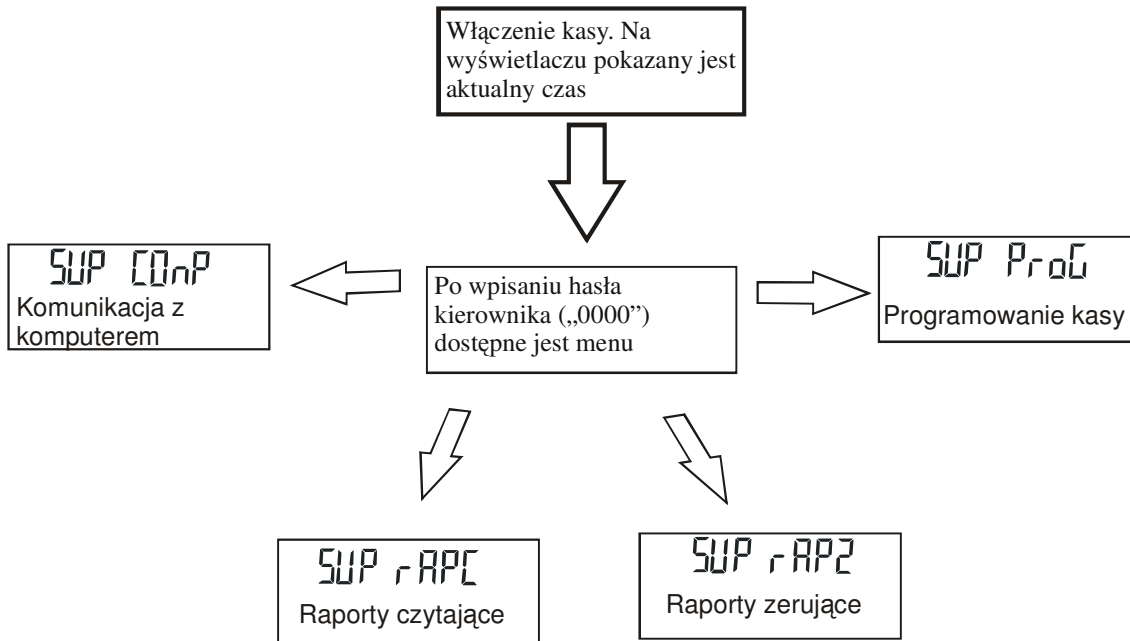 Włączenie kasy. Na
wyświetlaczu pokazany jest
aktualny czas
SUP COnP
Komunikacja z
komputerem
Po wpisaniu hasła
kierownika („0000”)
dostępne jest menu
SUP ProG
Programowanie kasy
SUP rAPC
Raporty czytające
SUP rAP2
Raporty zerujące